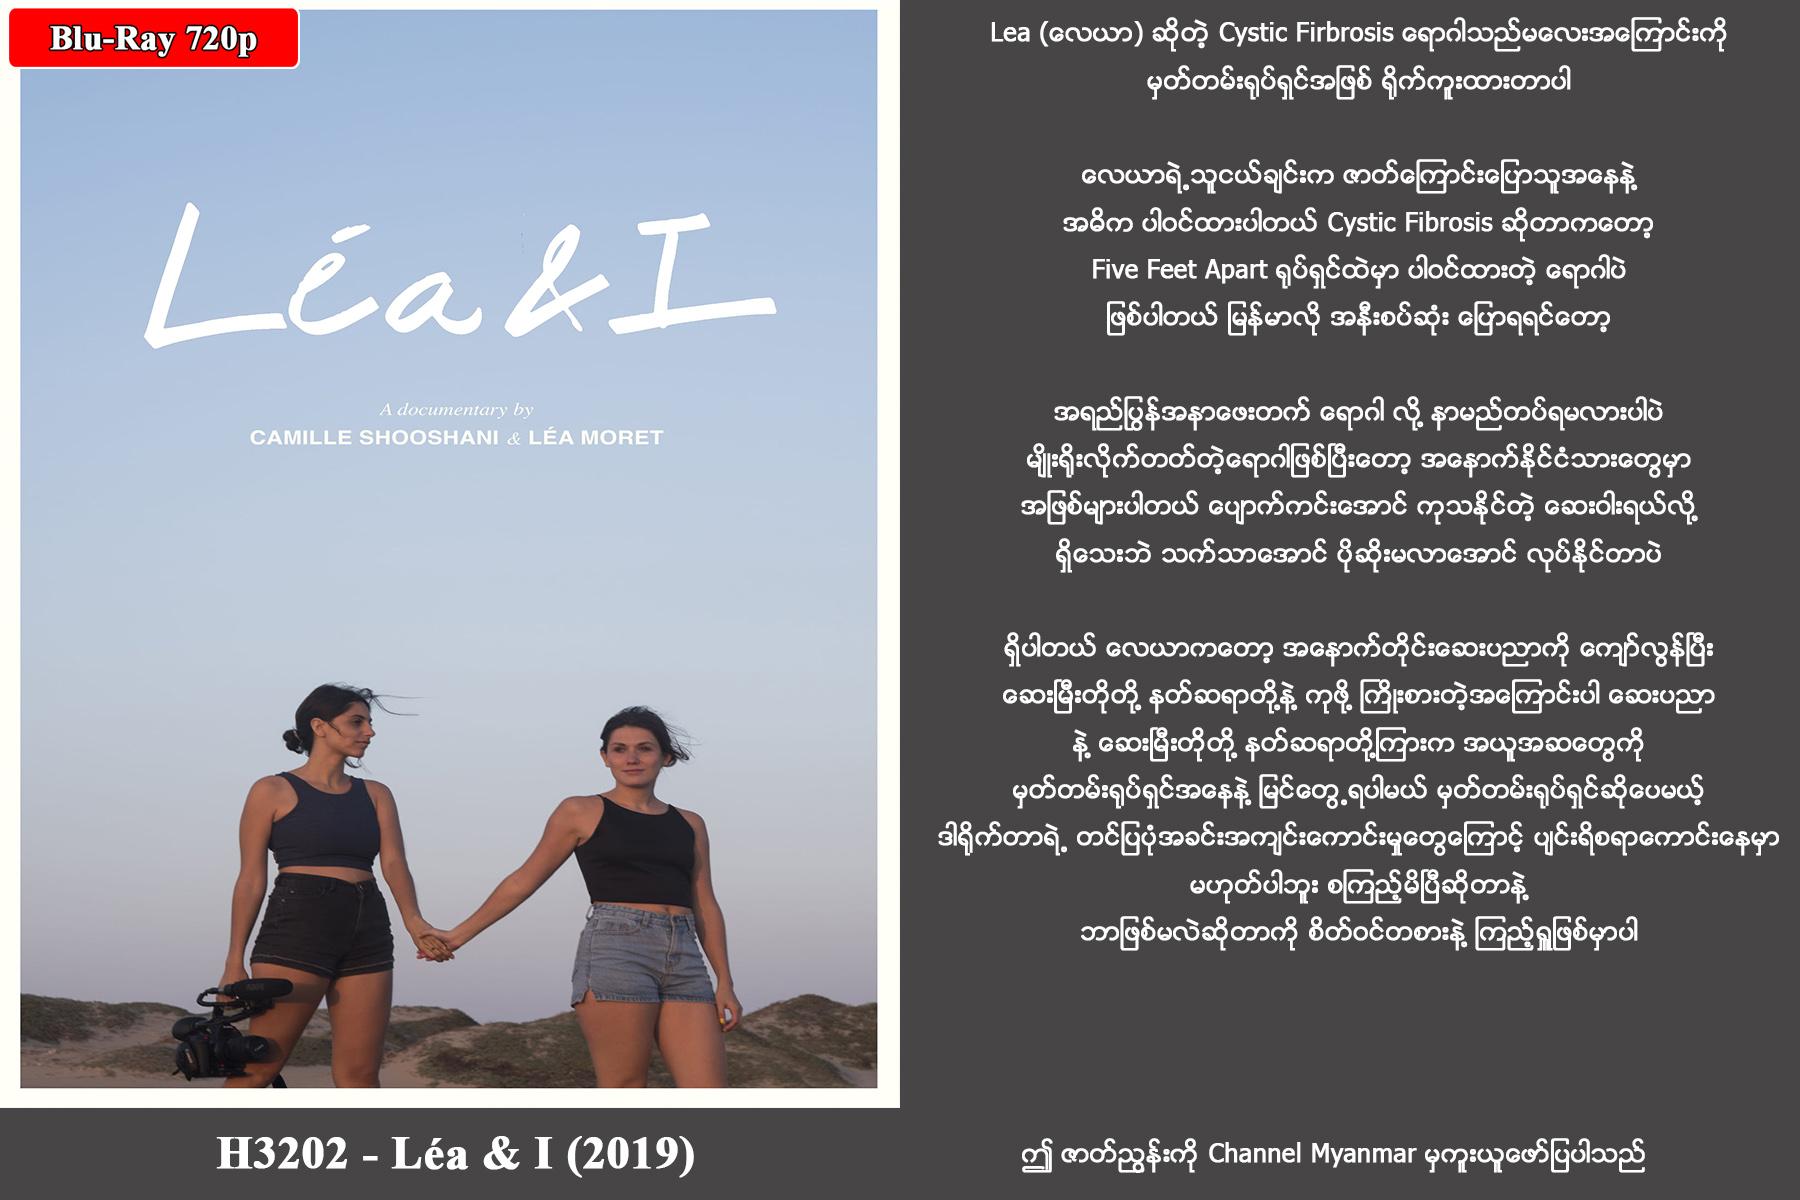 Blu-Ray 720p
Léa & I
A documentary by
CAMILLE SHOOSHANI & LÉA MORET
H3202 - Léa & I (2019)
Lea (လေယာ) ဆိုတဲ့ Cystic Firbrosis ရောဂါသည်မလေးအကြောင်းကို
မှတ်တမ်းရုပ်ရှင်အဖြစ် ရိုက်ကူးထားတာပါ
လေယာရဲ့သူငယ်ချင်းက ဇာတ်ကြောင်းပြောသူအနေနဲ့
အဓိက ပါဝင်ထားပါတယ် Cystic Fibrosis ဆိုတာကတော့
Five Feet Apart ရုပ်ရှင်ထဲမှာ ပါဝင်ထားတဲ့ ရောဂါပဲ
ဖြစ်ပါတယ် မြန်မာလို အနီးစပ်ဆုံး ပြောရရင်တော့
အရည်ပြွန်အနာဖေးတက် ရောဂါ လို့ နာမည်တပ်ရမလားပါပဲ
မျိုးရိုးလိုက်တတ်တဲ့ရောဂါဖြစ်ပြီးတော့ အနောက်နိုင်ငံသားတွေမှာ
အဖြစ်များပါတယ် ပျောက်ကင်းအောင် ကုသနိုင်တဲ့ ဆေးဝါးရယ်လို့
ရှိသေးဘဲ သက်သာအောင် ပိုဆိုးမလာအောင် လုပ်နိုင်တာပဲ
ရှိပါတယ် လေယာကတော့ အနောက်တိုင်းဆေးပညာကို ကျော်လွန်ပြီး
ဆေးမြီးတိုတို့ နတ်ဆရာတို့နဲ့ ကုဖို့ ကြိုးစားတဲ့အကြောင်းပါ ဆေးပညာ
နဲ့ ဆေးမြီးတိုတို့ နတ်ဆရာတို့ကြားက အယူအဆတွေကို
မှတ်တမ်းရုပ်ရှင်အနေနဲ့ မြင်တွေ့ရပါမယ် မှတ်တမ်းရုပ်ရှင်ဆိုပေမယ့်
ဒါရိုက်တာရဲ့ တင်ပြပုံအခင်းအကျင်းကောင်းမှုတွေကြောင့် ပျင်းရိစရာကောင်းနေမှာ
မဟုတ်ပါဘူး စကြည့်မိပြီဆိုတာနဲ့
ဘာဖြစ်မလဲဆိုတာကို စိတ်ဝင်တစားနဲ့ ကြည့်ရှူဖြစ်မှာပါ
ဤ ဇာတ်ညွှန်းကို Channel Myanmar မှကူးယူဖော်ပြပါသည်